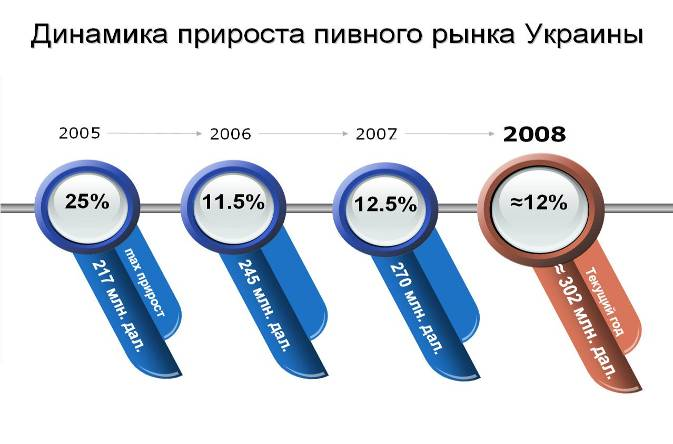 Динамика прироста пивного рынка Украины
2005
2006
2007
2008
25%
11.5%
12.5%
≈12%
max прирост
217 млн. дал.
245 млн. дал.
270 млн. дал.
Текущий год
≈ 302 млн. дал.